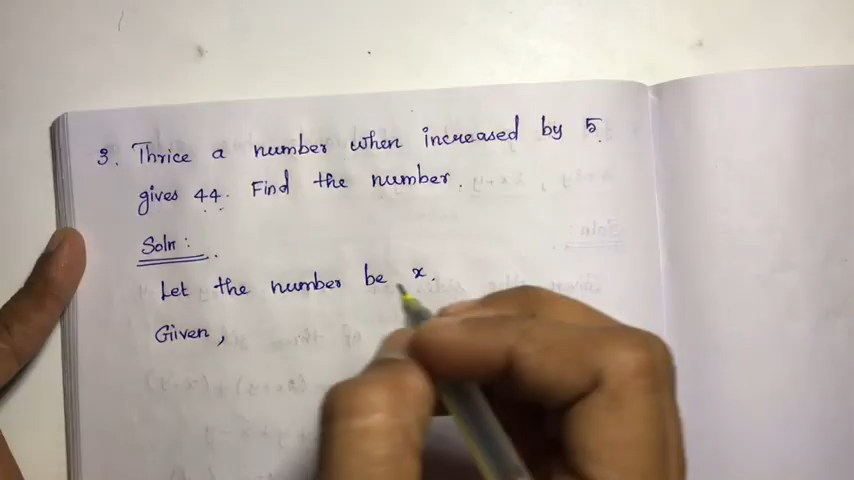 3. Thrice a number when increased by 5
gives 44. Find the number.
Soln:
Let the number be x.
Given,